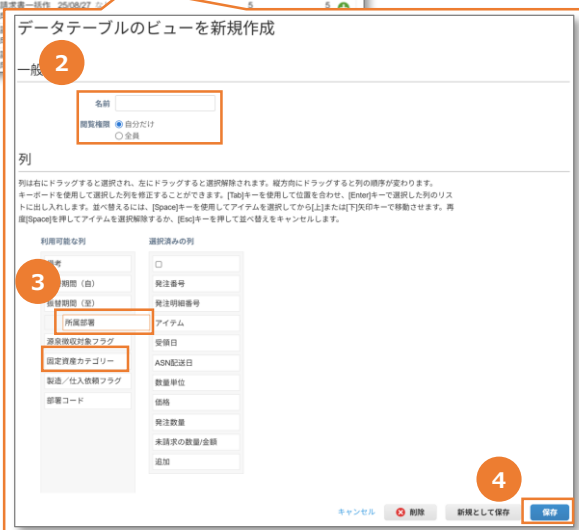 請求書一括作 25/08/27 な
5
5
データテーブルのビューを新規作成
2
一般
名前
閲覧権限 自分だけ
全員
列
列は右にドラッグすると選択され、左にドラッグすると選択解除されます。縦方向にドラッグすると列の順序が変わります。
キーボードを使用して選択した列を修正することができます。[Tab]キーを使用して位置を合わせ、[Enter]キーで選択した列のリス
トに出し入れします。並べ替えるには、[Space]キーを使用してアイテムを選択してから[上]または[下]矢印キーで移動させます。再
度[Space]を押してアイテムを選択解除するか、[Esc]キーを押して並べ替えをキャンセルします。
利用可能な列
選択済みの列
考
3
期間（自）
発注番号
替期間（至）
発注明細番号
所属部署
アイテム
源泉徴収対象フラグ
受領日
固定資産カテゴリー
ASN配送日
製造／仕入依頼フラグ
数量単位
部署コード
価格
発注数量
未請求の数量/金額
追加
4
キャンセル
削除
新規として保存
保存